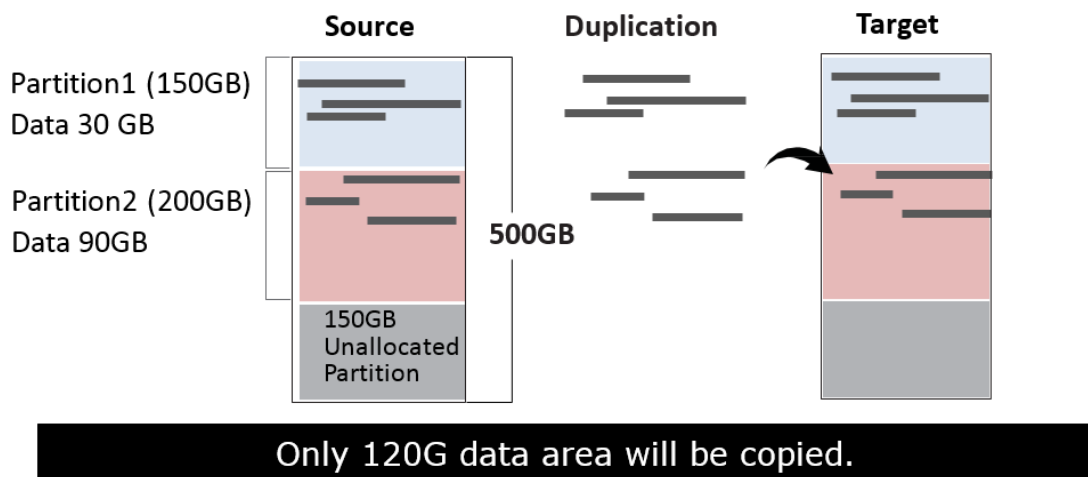 Source
Duplication
Target
Partition1 (150GB)
Data 30 GB
Partition2 (200GB)
Data 90GB
500GB
150GB
Unallocated
Partition
Only 120G data area will be copied.